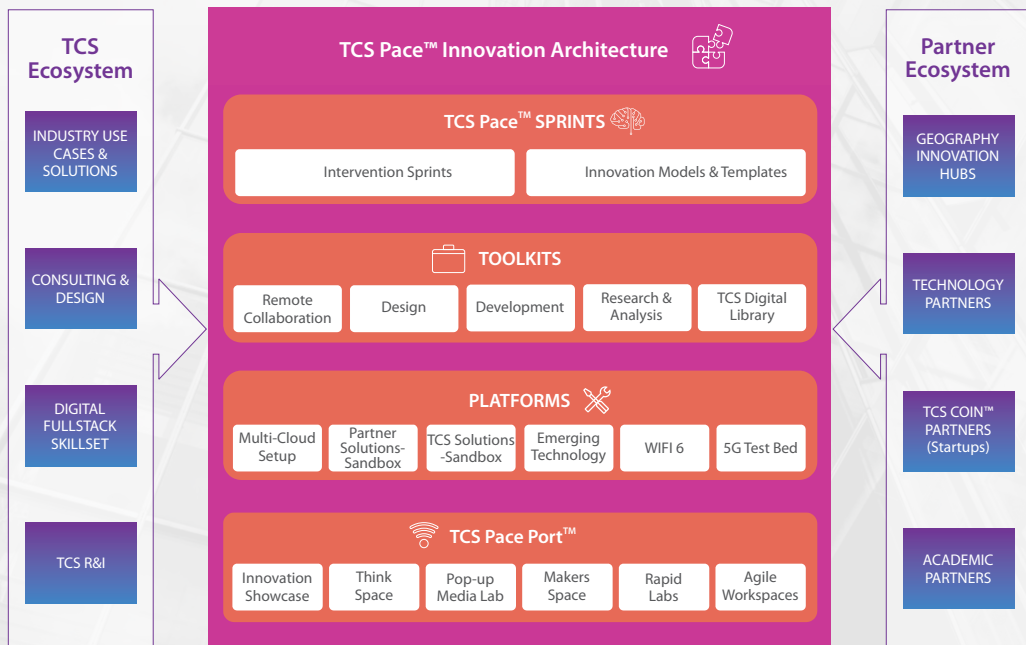 TCS
Ecosystem
INDUSTRY USE
CASES &
SOLUTIONS
CONSULTING &
DESIGN
DIGITAL
FULLSTACK
SKILLSET
TCS R&I
TCS Pace™ Innovation Architecture
TCS Pace™ SPRINTS
Intervention Sprints
Innovation Models & Templates
TOOLKITS
Remote
Collaboration
Design
Development
Research &
Analysis
TCS Digital
Library
PLATFORMS
Multi-Cloud
Setup
Partner
Solutions-
Sandbox
TCS Solutions
-Sandbox
Emerging
Technology
WIFI 6
5G Test Bed
TCS Pace Port™
Innovation
Showcase
Think
Space
Pop-up
Media Lab
Makers
Space
Rapid
Labs
Agile
Workspaces
Partner
Ecosystem
GEOGRAPHY
INNOVATION
HUBS
TECHNOLOGY
PARTNERS
TCS COIN™
PARTNERS
(Startups)
ACADEMIC
PARTNERS